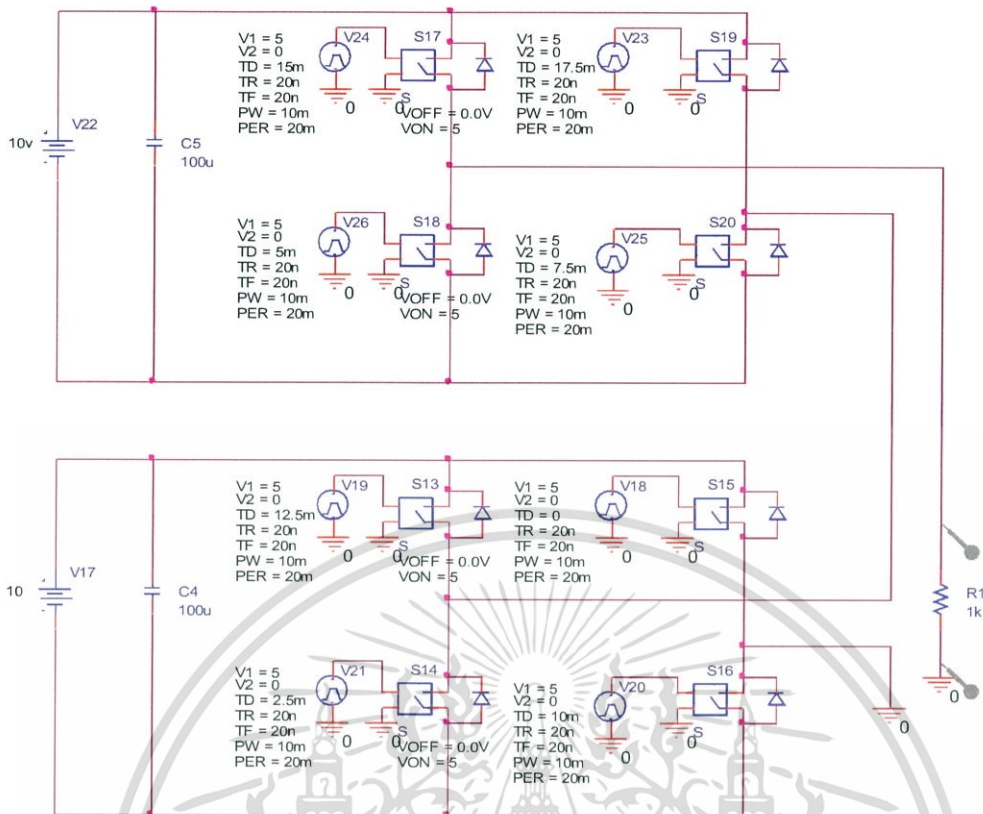 V1 = 5
V2 = 0
TD = 15m
TR = 20n
TF = 20n
PW = 10m
PER = 20m
V24
0
S17
0
S
VOFF = 0.0V
VON = 5
V1 = 5
V2 = 0
TD = 17.5m
TR = 20n
TF = 20n
PW = 10m
PER = 20m
V23
0
S19
0
S
10v
V22
C5
100u
V1 = 5
V2 = 0
TD = 5m
TR = 20n
TF = 20n
PW = 10m
PER = 20m
V26
0
S18
0
S
VOFF = 0.0V
VON = 5
V1 = 5
V2 = 0
TD = 7.5m
TR = 20n
TF = 20n
PW = 10m
PER = 20m
V25
0
S20
0
S
V1 = 5
V2 = 0
TD = 12.5m
TR = 20n
TF = 20n
PW = 10m
PER = 20m
V19
0
S13
0
S
VOFF = 0.0V
VON = 5
V1 = 5
V2 = 0
TD = 0
TR = 20n
TF = 20n
PW = 10m
PER = 20m
V18
0
S15
0
S
10
V17
C4
100u
R1
1k
0
V1 = 5
V2 = 0
TD = 2.5m
TR = 20n
TF = 20n
PW = 10m
PER = 20m
V21
0
S14
0
S
VOFF = 0.0V
VON = 5
V1 = 5
V2 = 0
TD = 10m
TR = 20n
TF = 20n
PW = 10m
PER = 20m
V20
0
S16
0
S
0